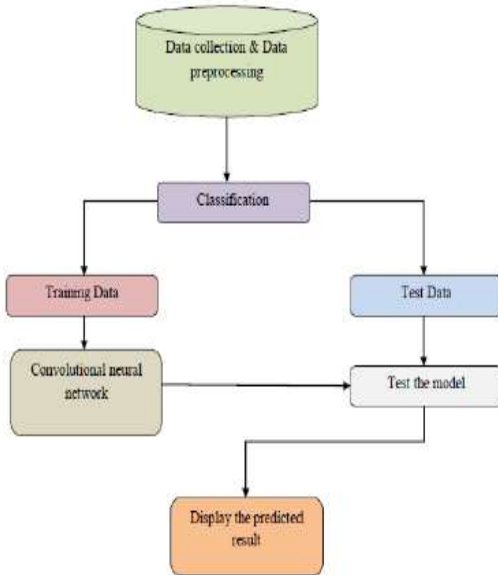 Data collection & Data
preprocessing
Classification
Training Data
Test Data
Convolutional neural
network
Test the model
Display the predicted
result